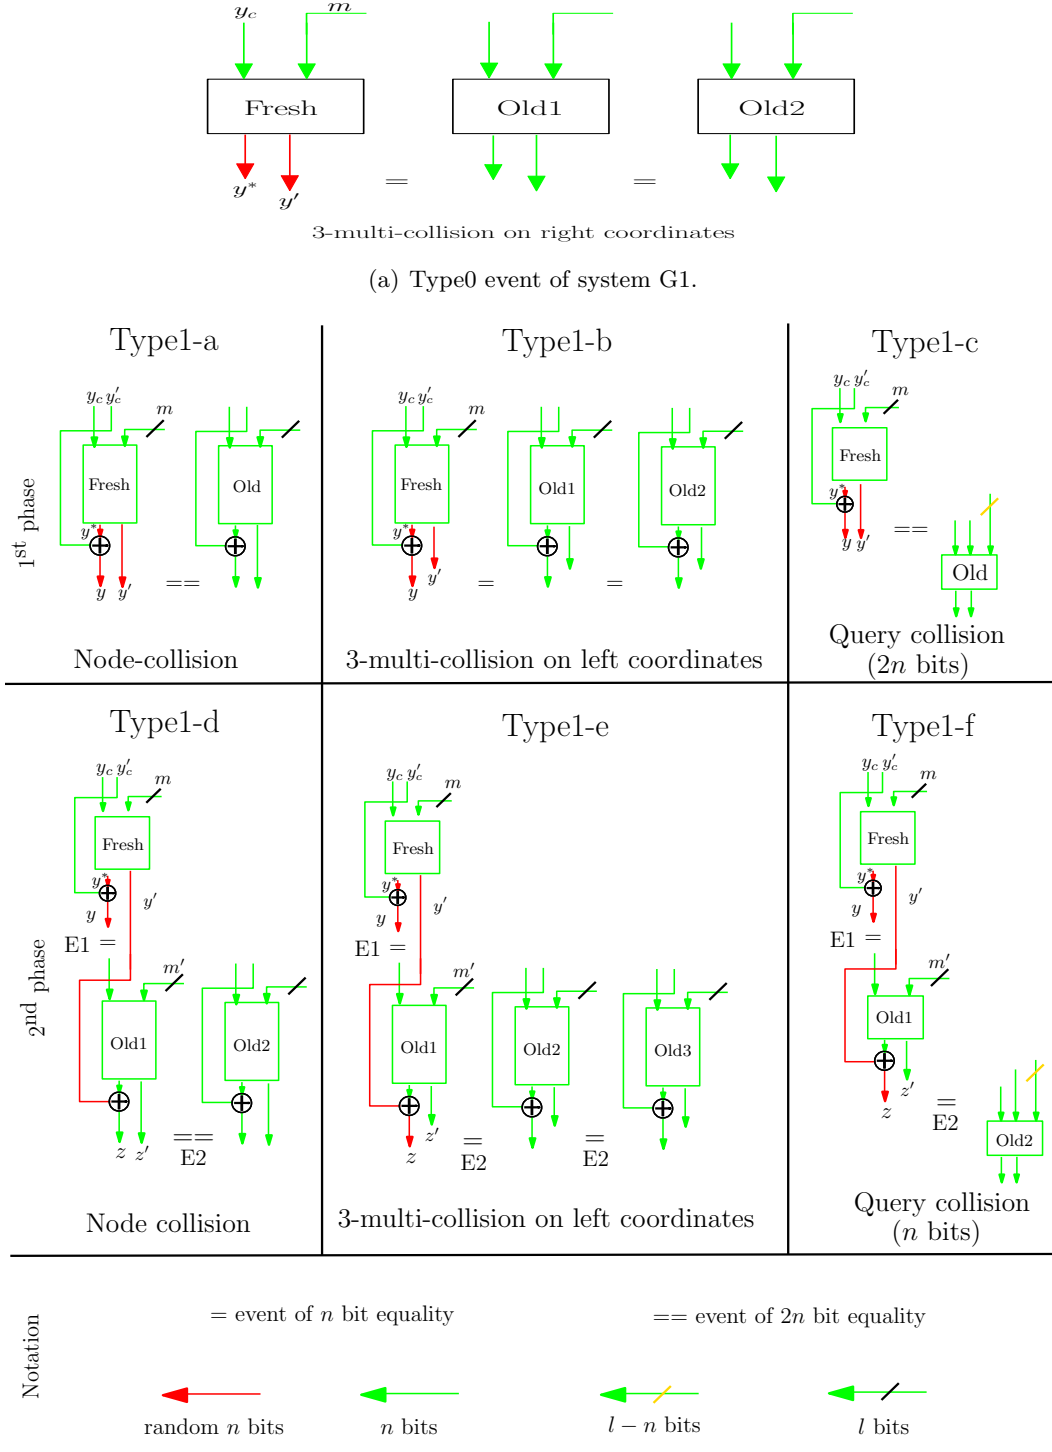 y_c m
Fresh Old1 Old2
y* y' = =
3-multi-collision on right coordinates
(a) Type0 event of system G1.
Type1-a Type1-b Type1-c
1st phase
y_c y'_c m y_c y'_c m y_c y'_c m
Fresh Old Fresh Old1 Old2 Fresh
y* y* y*
y y' == y y' = = y y' == Old
Node-collision 3-multi-collision on left coordinates Query collision
(2n bits)
Type1-d Type1-e Type1-f
2nd phase
y_c y'_c m y_c y'_c m y_c y'_c m
Fresh Fresh Fresh
y* y* y*
y y' y y' y y'
E1 = E1 = E1 =
m' m' m'
Old1 Old2 Old1 Old2 Old3 Old1
z z' == E2 z z' = E2 = E2 z z' = E2 Old2
Node collision 3-multi-collision on left coordinates Query collision
(n bits)
Notation
= event of n bit equality == event of 2n bit equality
random n bits n bits l − n bits l bits